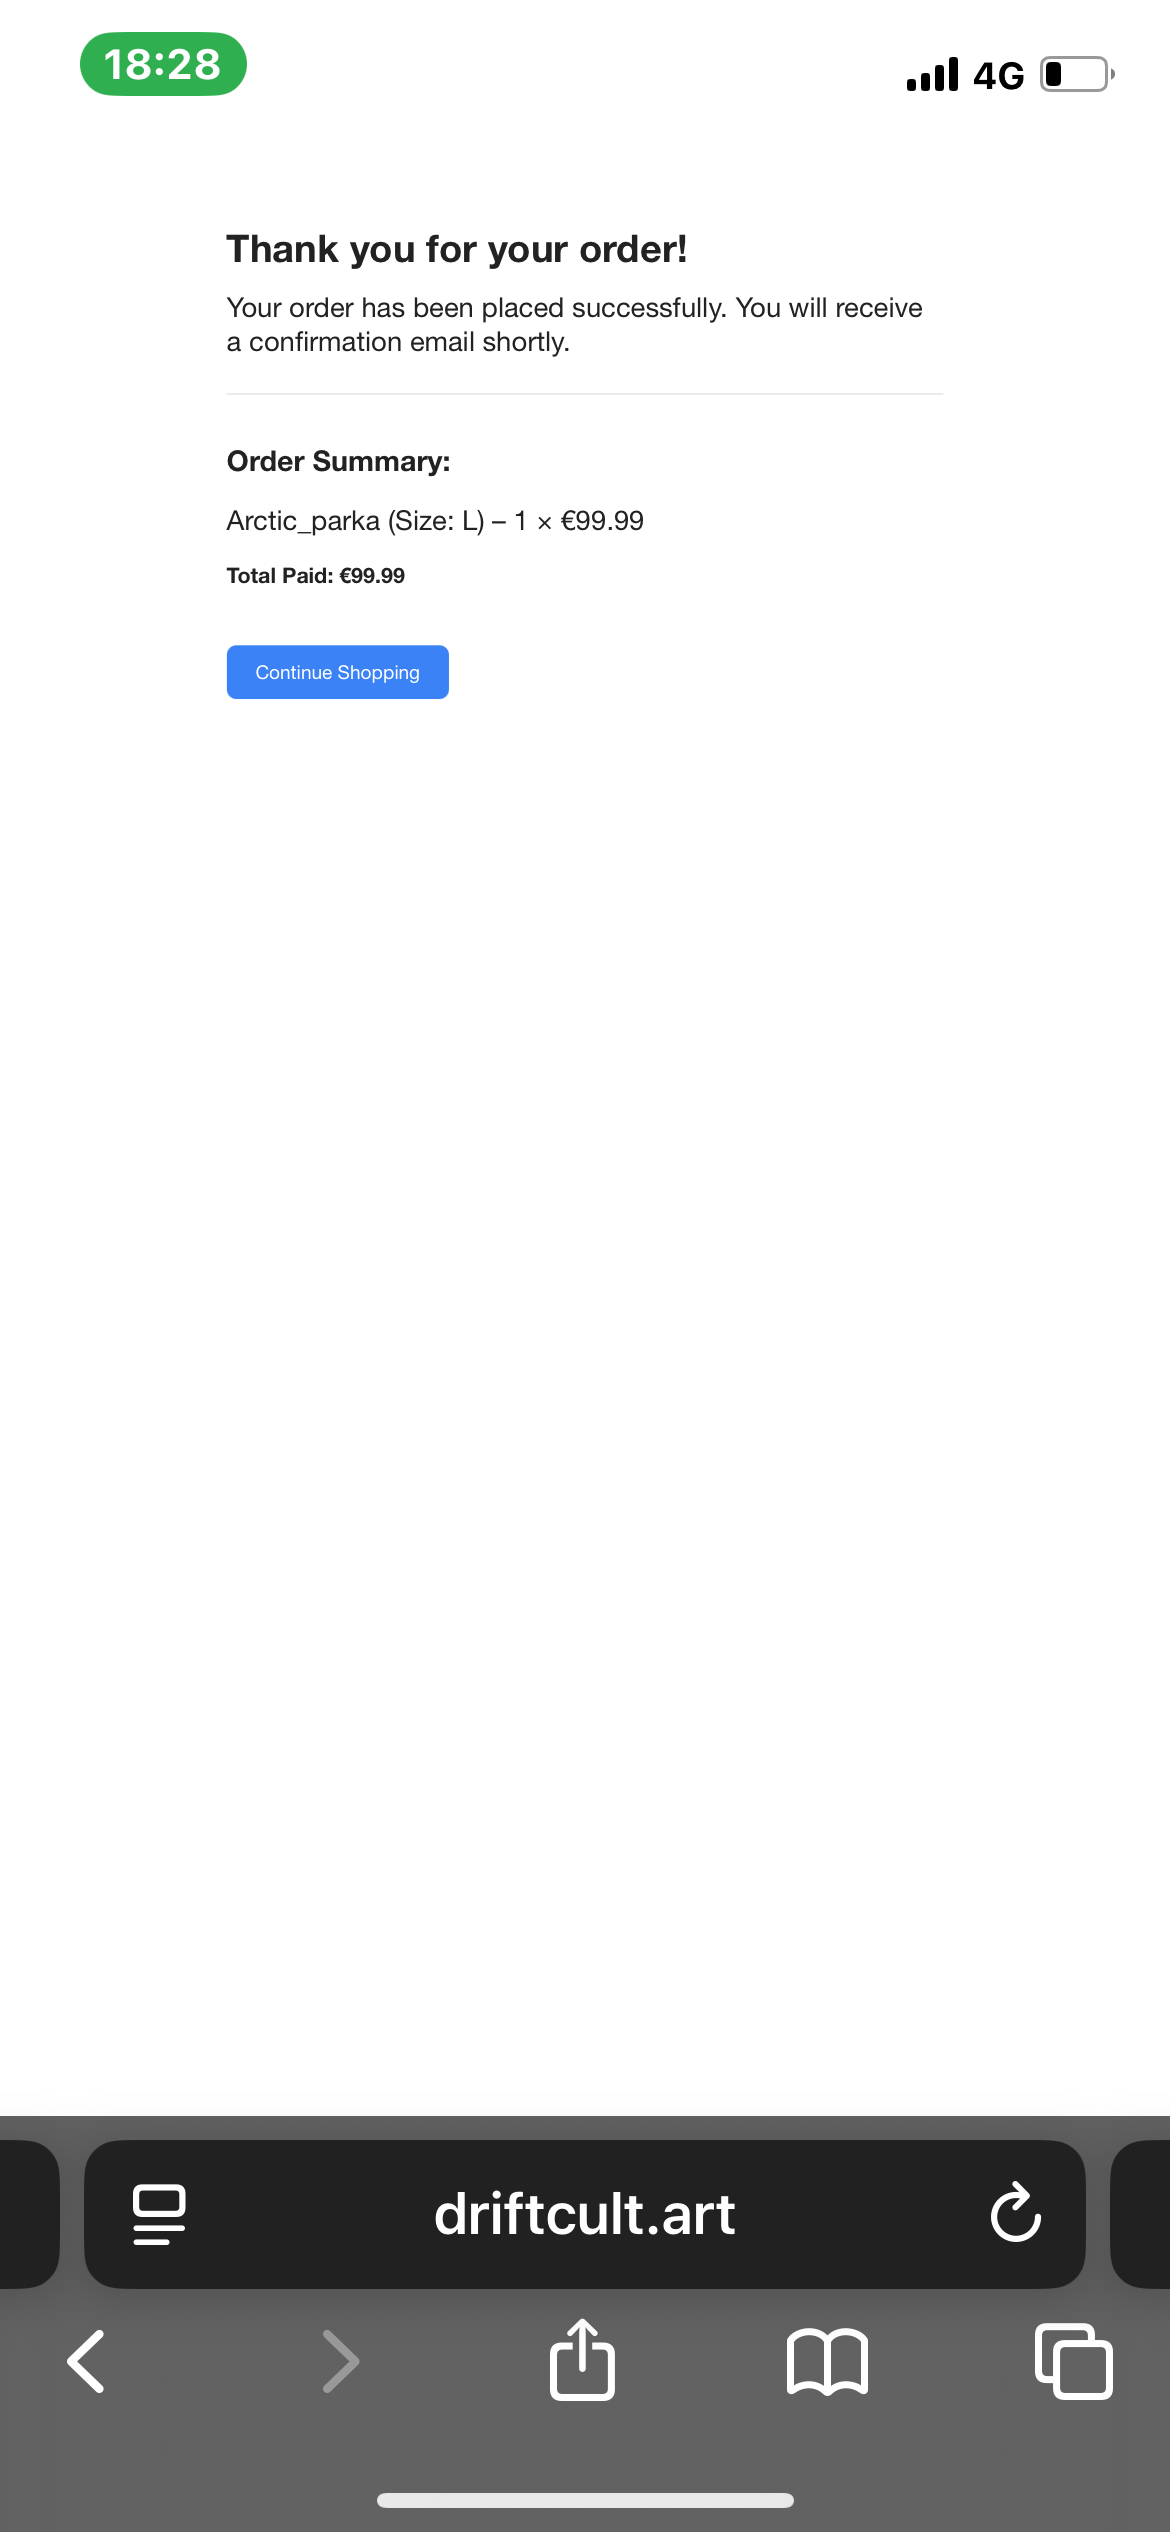 18:28
4G
Thank you for your order!
Your order has been placed successfully. You will receive
a confirmation email shortly.
Order Summary:
Arctic_parka (Size: L) – 1 × €99.99
Total Paid: €99.99
Continue Shopping
driftcult.art